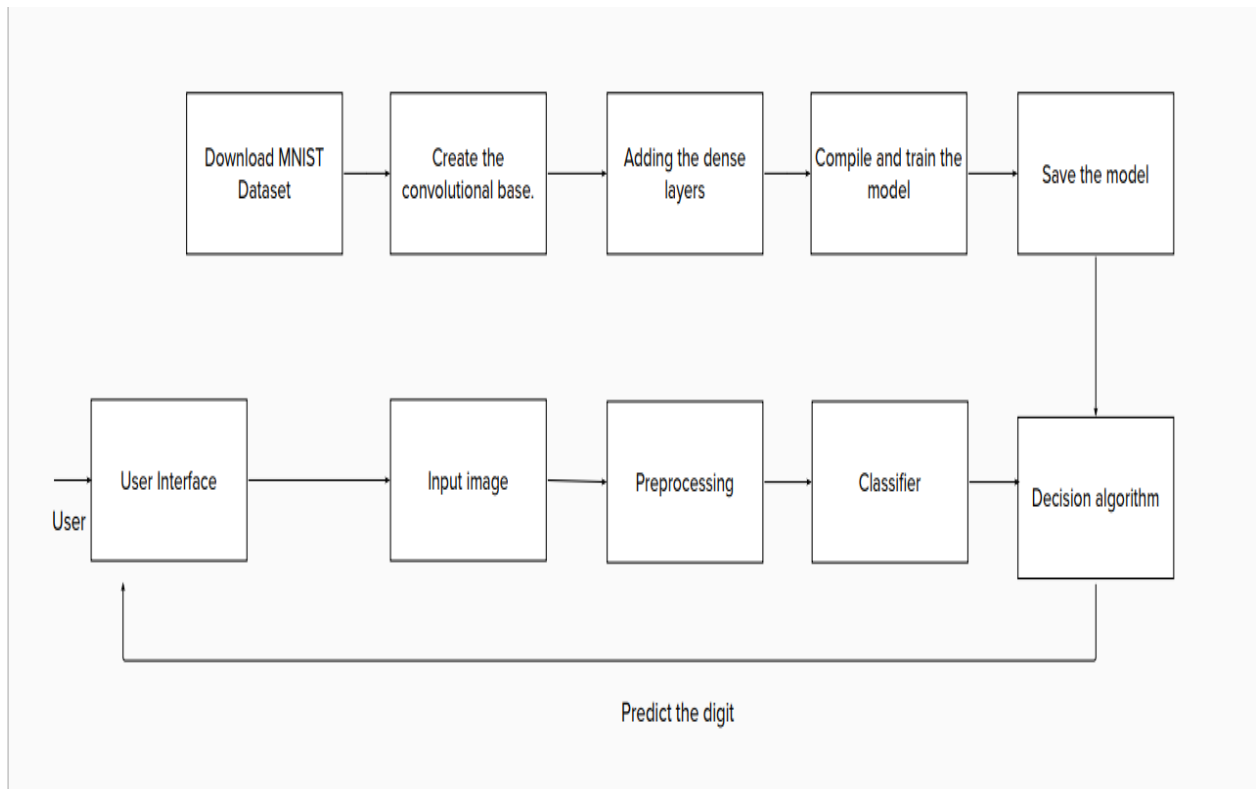 Download MNIST
Dataset
Create the
convolutional base.
Adding the dense
layers
Compile and train the
model
Save the model
User
User Interface
Input image
Preprocessing
Classifier
Decision algorithm
Predict the digit